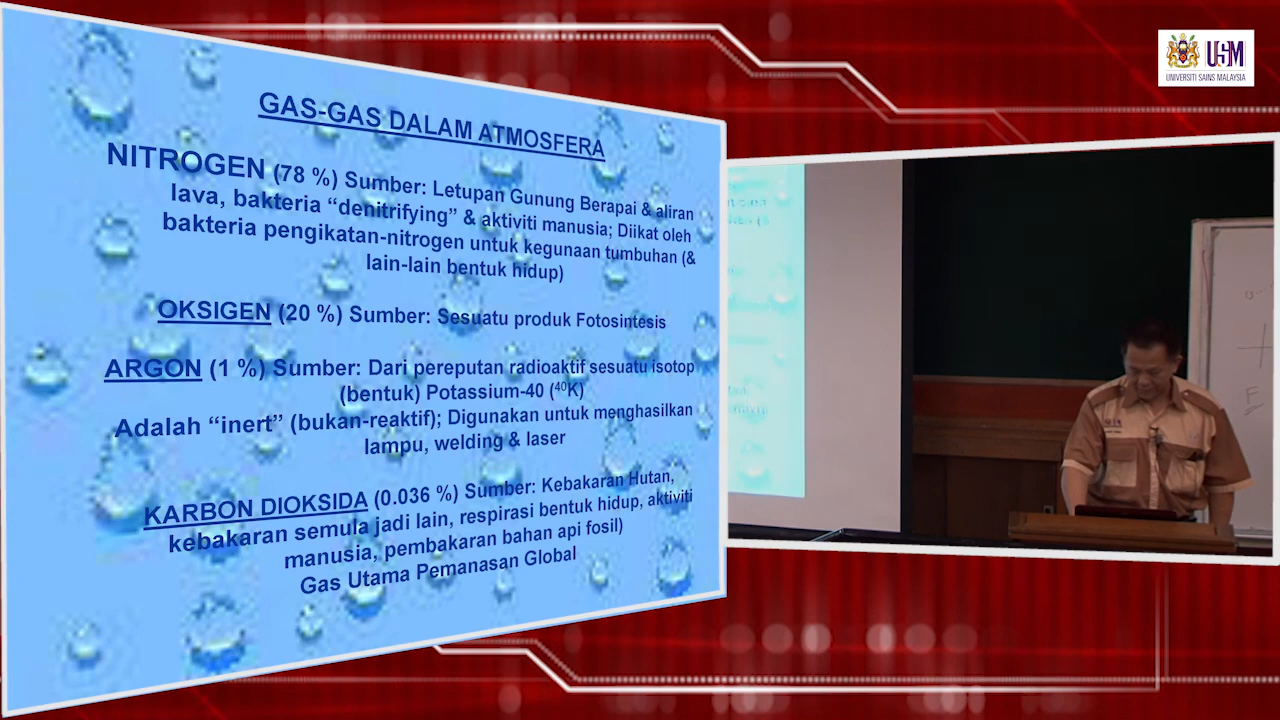 GAS-GAS DALAM ATMOSFERA
NITROGEN (78 %) Sumber: Letupan Gunung Berapai & aliran
lava, bakteria “denitrifying” & aktiviti manusia; Diikat oleh
bakteria pengikatan-nitrogen untuk kegunaan tumbuhan (&
lain-lain bentuk hidup)
OKSIGEN (20 %) Sumber: Sesuatu produk Fotosintesis
ARGON (1 %) Sumber: Dari pereputan radioaktif sesuatu isotop
(bentuk) Potassium-40 (⁴⁰K)
Adalah “inert” (bukan-reaktif); Digunakan untuk menghasilkan
lampu, welding & laser
KARBON DIOKSIDA (0.036 %) Sumber: Kebakaran Hutan,
kebakaran semula jadi lain, respirasi bentuk hidup, aktiviti
manusia, pembakaran bahan api fosil)
Gas Utama Pemanasan Global
USM
UNIVERSITI SAINS MALAYSIA